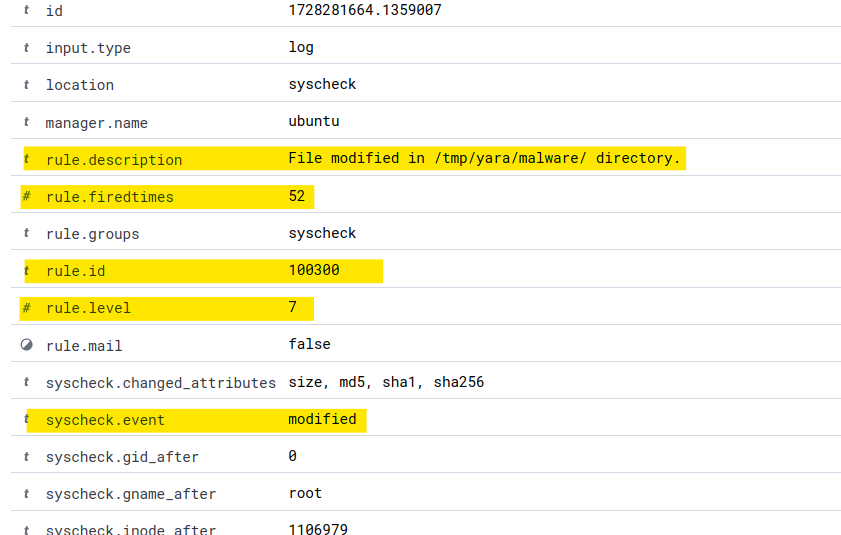 t id 1728281664.1359007
t input.type log
t location syscheck
t manager.name ubuntu
t rule.description File modified in /tmp/yara/malware/ directory.
# rule.firedtimes 52
t rule.groups syscheck
t rule.id 100300
# rule.level 7
rule.mail false
t syscheck.changed_attributes size, md5, sha1, sha256
t syscheck.event modified
t syscheck.gid_after 0
t syscheck.gname_after root
t syscheck.inode_after 1106979